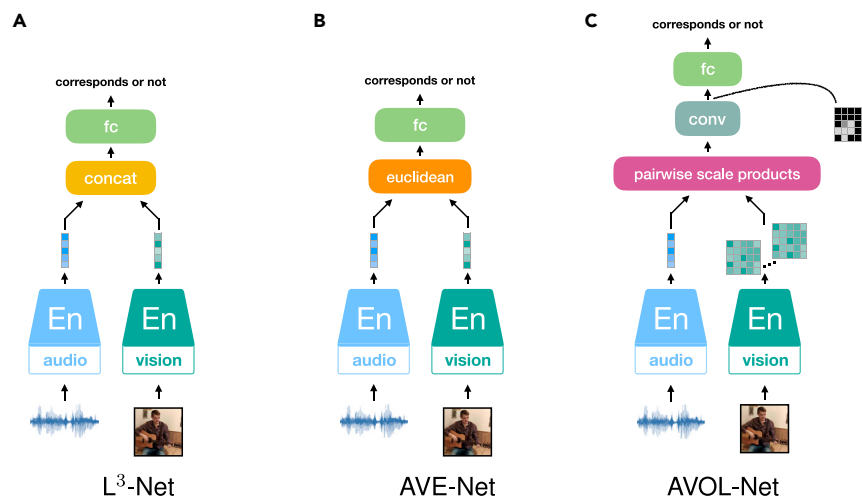 A
corresponds or not
fc
concat
En
En
audio
vision
L³-Net
B
corresponds or not
fc
euclidean
En
En
audio
vision
AVE-Net
C
corresponds or not
fc
conv
pairwise scale products
En
En
audio
vision
AVOL-Net